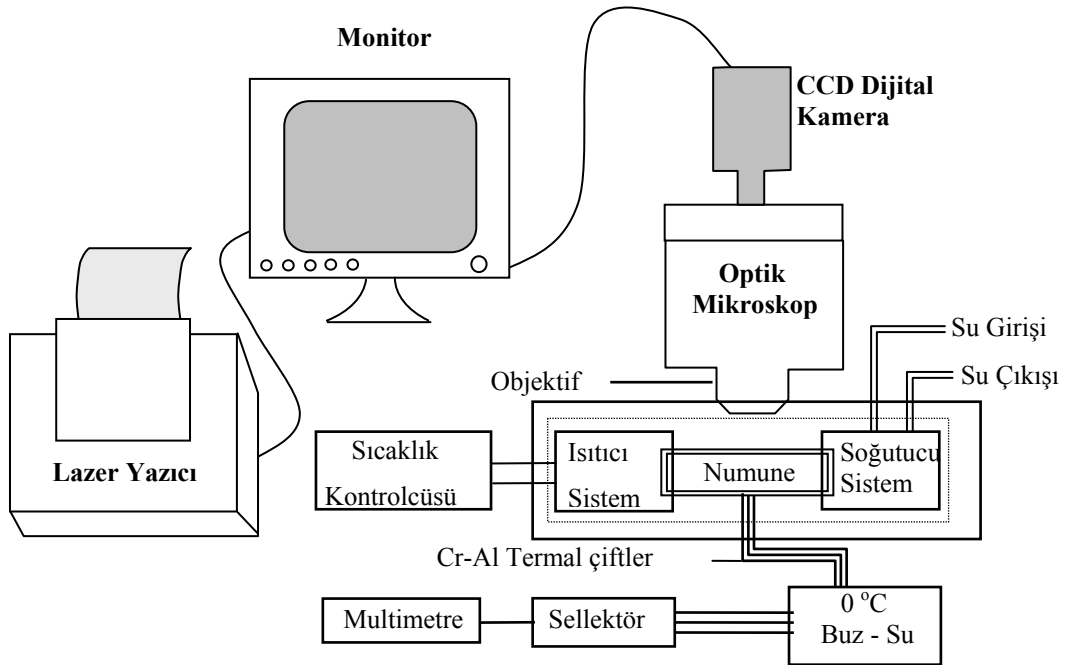 Monitor
CCD Dijital
Kamera
Optik
Mikroskop
Su Girişi
Su Çıkışı
Objektif
Lazer Yazıcı
Sıcaklık
Kontrolcüsü
Isıtıcı
Sistem
Numune
Soğutucu
Sistem
Cr-Al Termal çiftler
Multimetre
Sellektör
0 °C
Buz - Su